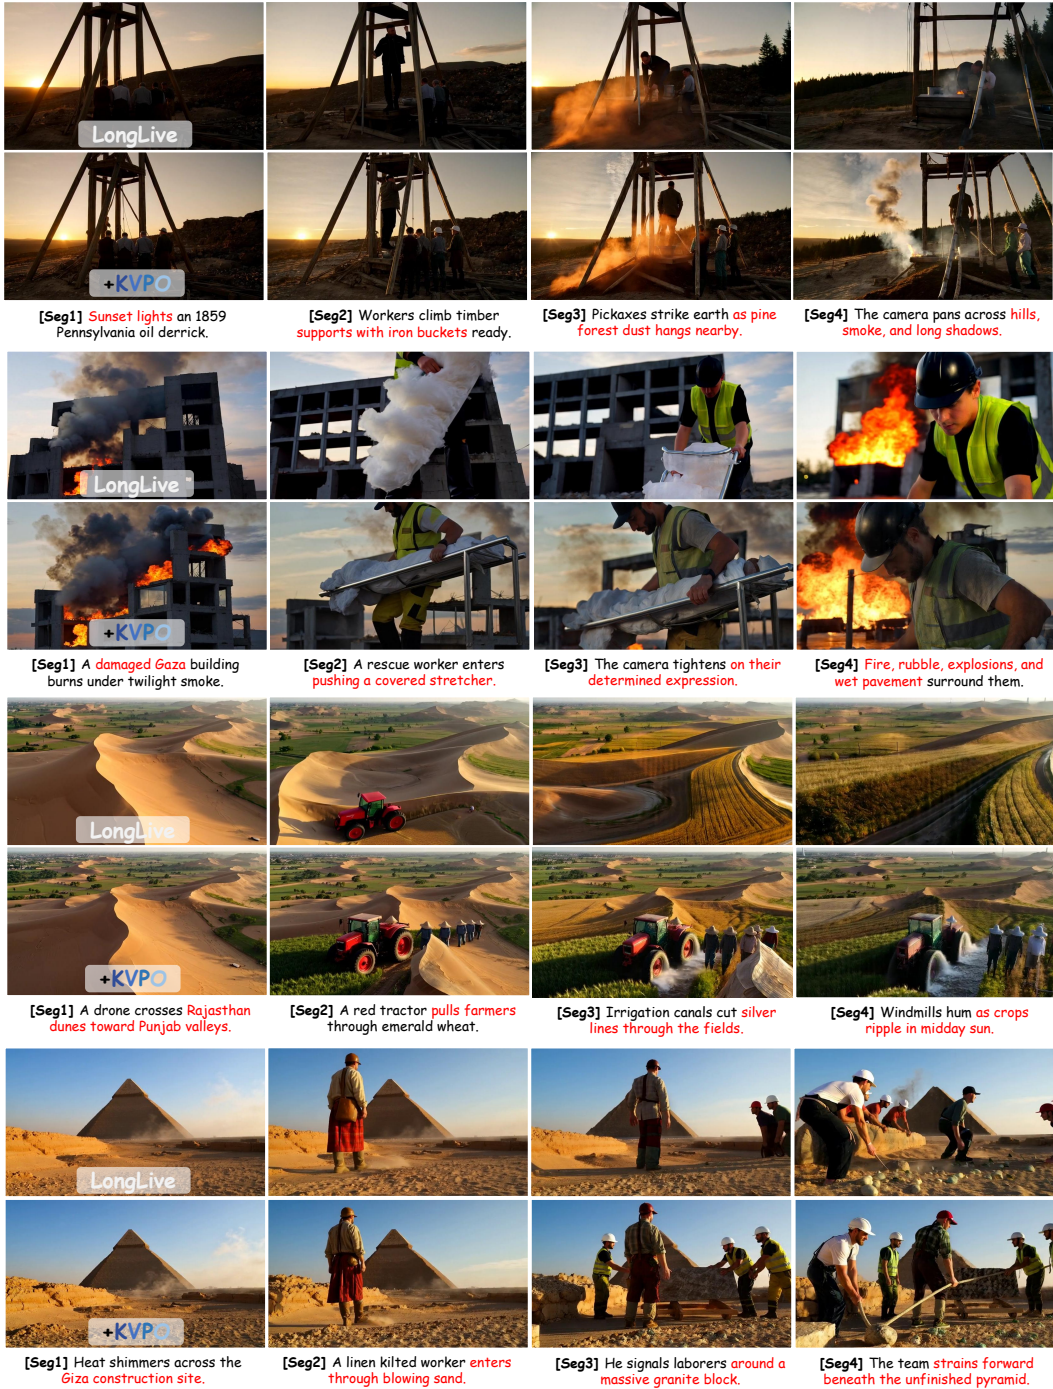 LongLive
+KVPO
[Seg1] Sunset lights an 1859
Pennsylvania oil derrick.
[Seg2] Workers climb timber
supports with iron buckets ready.
[Seg3] Pickaxes strike earth as pine
forest dust hangs nearby.
[Seg4] The camera pans across hills,
smoke, and long shadows.
LongLive
+KVPO
[Seg1] A damaged Gaza building
burns under twilight smoke.
[Seg2] A rescue worker enters
pushing a covered stretcher.
[Seg3] The camera tightens on their
determined expression.
[Seg4] Fire, rubble, explosions, and
wet pavement surround them.
LongLive
+KVPO
[Seg1] A drone crosses Rajasthan
dunes toward Punjab valleys.
[Seg2] A red tractor pulls farmers
through emerald wheat.
[Seg3] Irrigation canals cut silver
lines through the fields.
[Seg4] Windmills hum as crops
ripple in midday sun.
LongLive
+KVPO
[Seg1] Heat shimmers across the
Giza construction site.
[Seg2] A linen kilted worker enters
through blowing sand.
[Seg3] He signals laborers around a
massive granite block.
[Seg4] The team strains forward
beneath the unfinished pyramid.